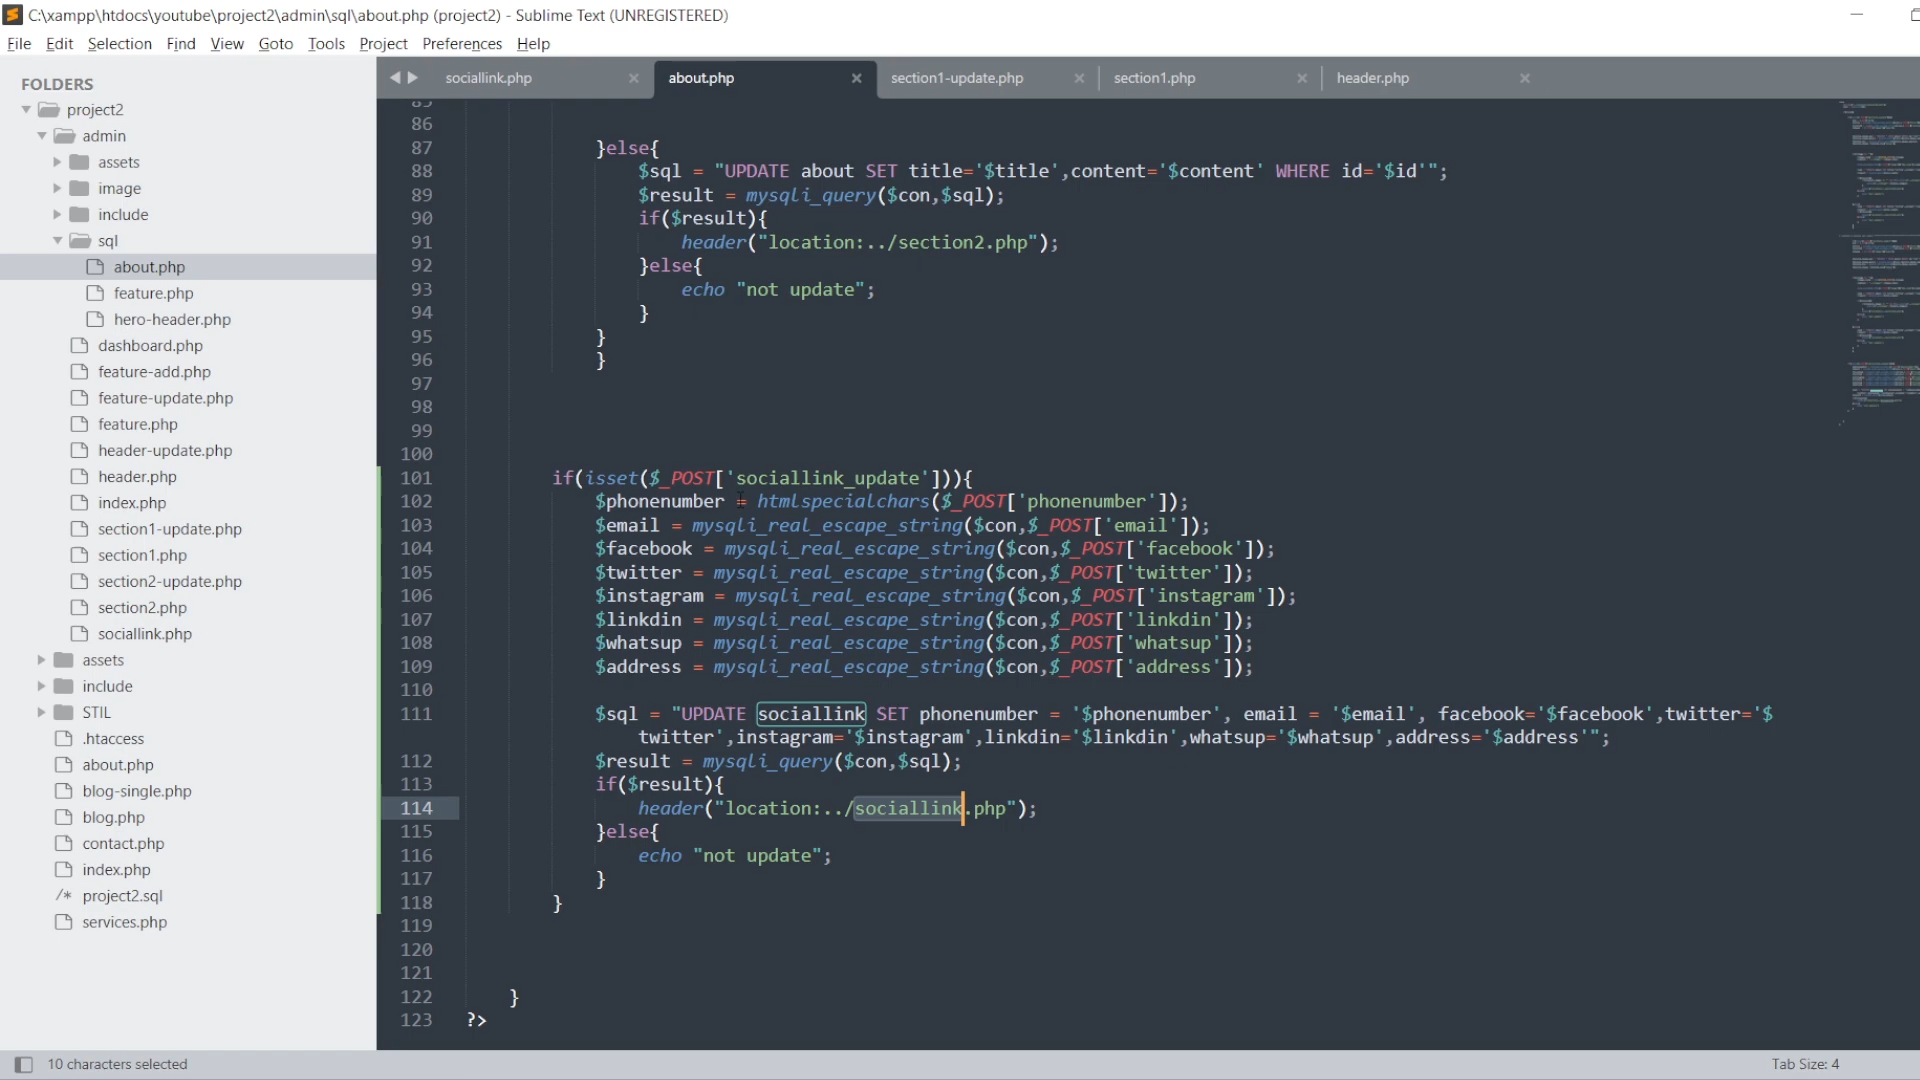 C:\xampp\htdocs\youtube\project2\admin\sql\about.php (project2) - Sublime Text (UNREGISTERED)
File Edit Selection Find View Goto Tools Project Preferences Help
FOLDERS
project2
admin
assets
image
include
sql
about.php
feature.php
hero-header.php
dashboard.php
feature-add.php
feature-update.php
feature.php
header-update.php
header.php
index.php
section1-update.php
section1.php
section2-update.php
section2.php
sociallink.php
assets
include
STIL
.htaccess
about.php
blog-single.php
blog.php
contact.php
index.php
/* project2.sql
services.php
sociallink.php × about.php × section1-update.php × section1.php × header.php ×
85
86
87 }else{
88 $sql = "UPDATE about SET title='$title',content='$content' WHERE id='$id'";
89 $result = mysqli_query($con,$sql);
90 if($result){
91 header("location:../section2.php");
92 }else{
93 echo "not update";
94 }
95 }
96 }
97
98
99
100
101 if(isset($_POST['sociallink_update'])){
102 $phonenumber = htmlspecialchars($_POST['phonenumber']);
103 $email = mysqli_real_escape_string($con,$_POST['email']);
104 $facebook = mysqli_real_escape_string($con,$_POST['facebook']);
105 $twitter = mysqli_real_escape_string($con,$_POST['twitter']);
106 $instagram = mysqli_real_escape_string($con,$_POST['instagram']);
107 $linkdin = mysqli_real_escape_string($con,$_POST['linkdin']);
108 $whatsup = mysqli_real_escape_string($con,$_POST['whatsup']);
109 $address = mysqli_real_escape_string($con,$_POST['address']);
110
111 $sql = "UPDATE sociallink SET phonenumber = '$phonenumber', email = '$email', facebook='$facebook',twitter='$
twitter',instagram='$instagram',linkdin='$linkdin',whatsup='$whatsup',address='$address'";
112 $result = mysqli_query($con,$sql);
113 if($result){
114 header("location:../sociallink.php");
115 }else{
116 echo "not update";
117 }
118 }
119
120
121
122 }
123 ?>
10 characters selected
Tab Size: 4